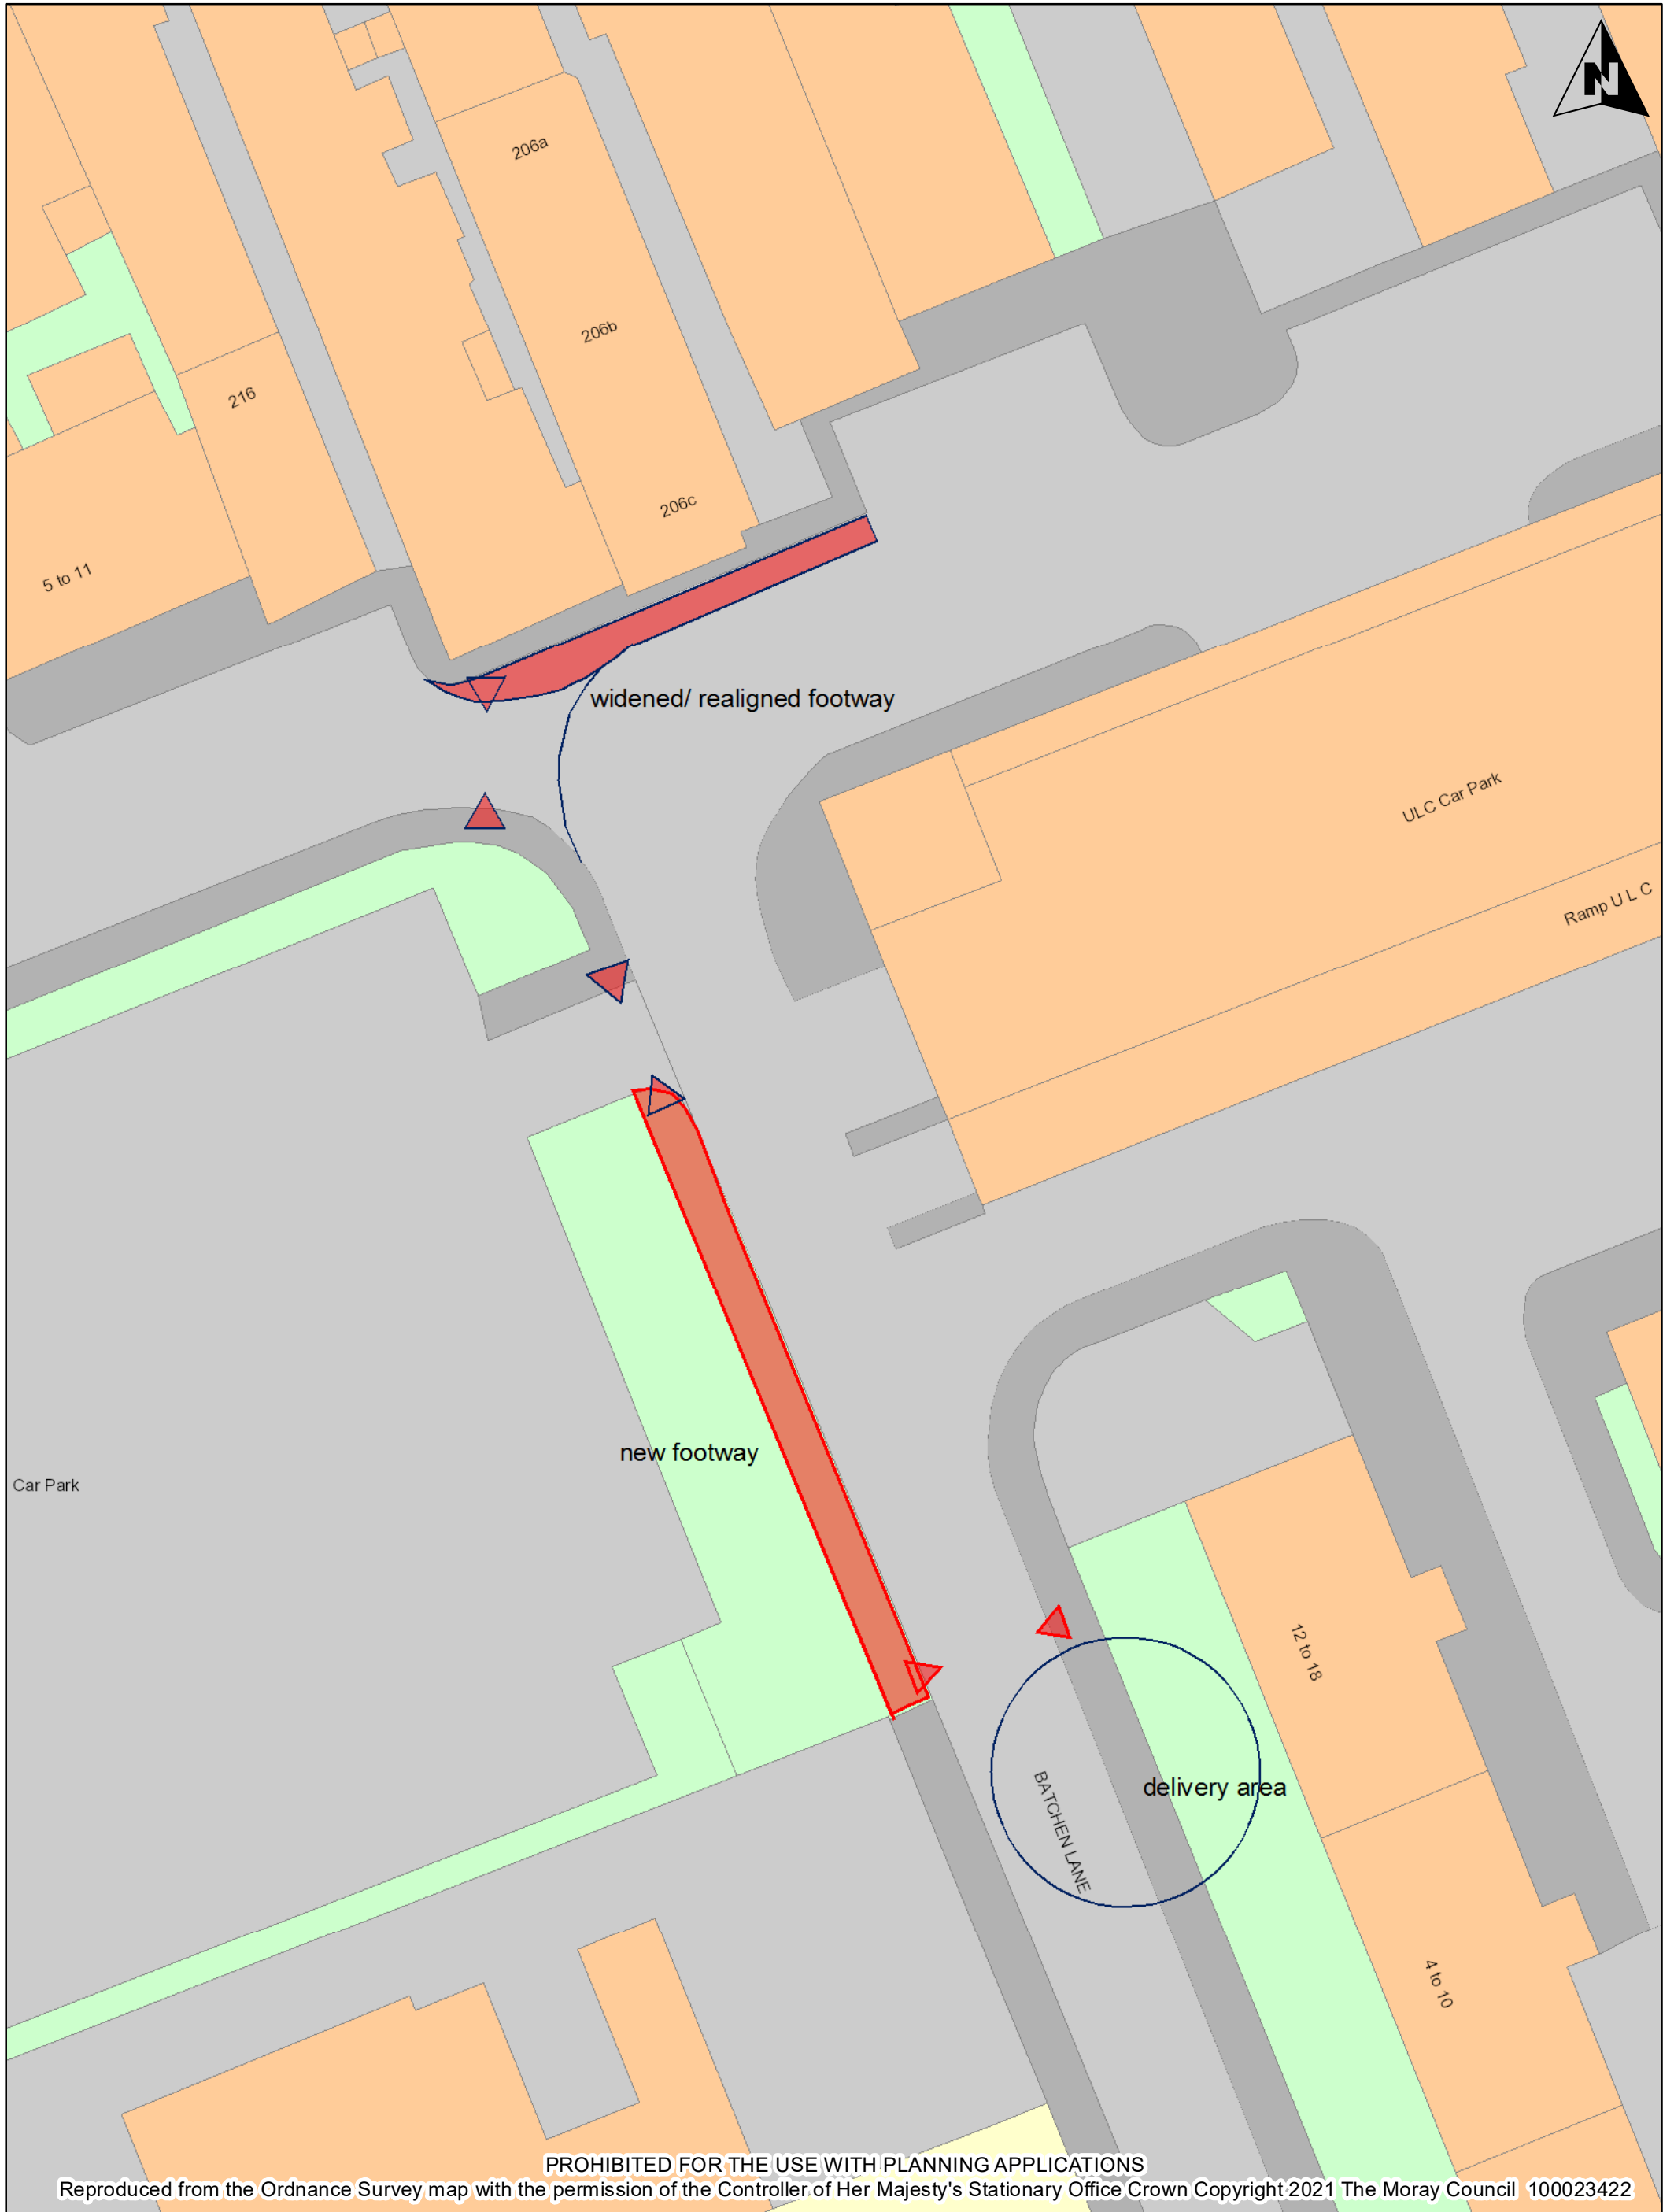 N
206a
206b
216
206c
5 to 11
widened/ realigned footway
ULC Car Park
Ramp U L C
new footway
Car Park
12 to 18
BATCHEN LANE
delivery area
4 to 10
PROHIBITED FOR THE USE WITH PLANNING APPLICATIONS
Reproduced from the Ordnance Survey map with the permission of the Controller of Her Majesty's Stationary Office Crown Copyright 2021 The Moray Council 100023422